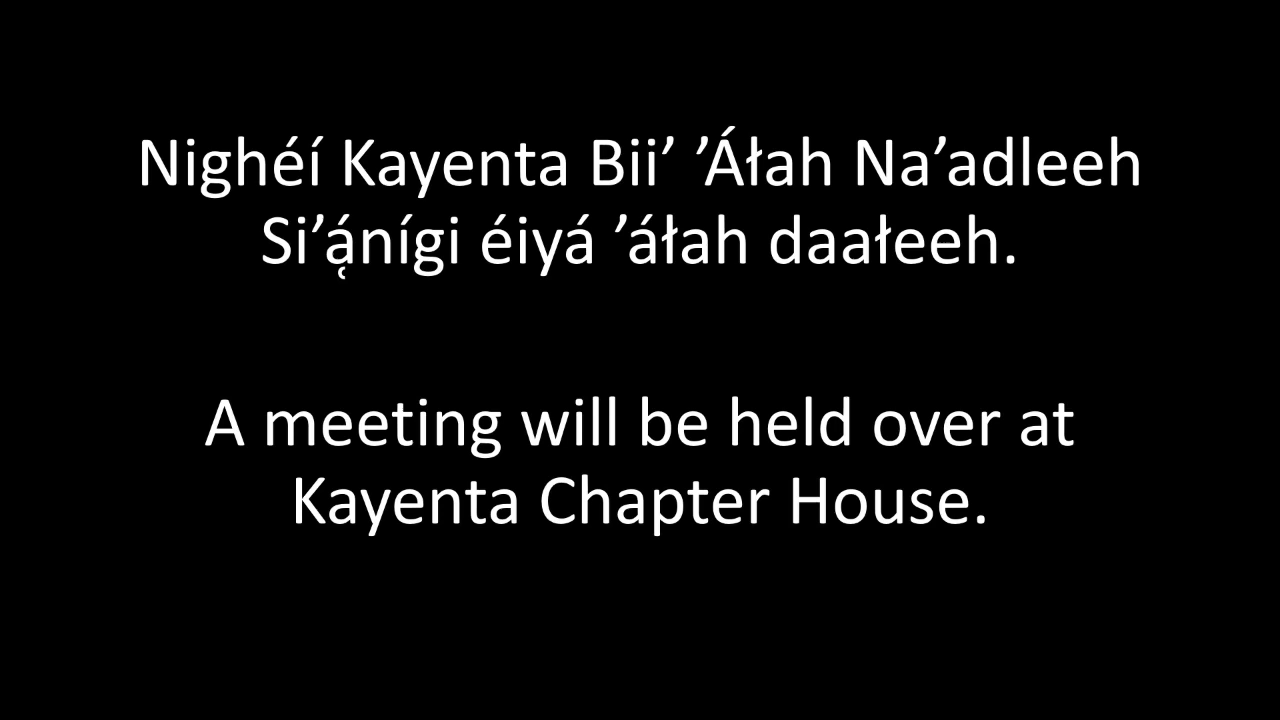 Nighéí Kayenta Bii’ ’Áłah Na’adleeh
Si’ą́nígi éiyá ’áłah daałeeh.
A meeting will be held over at
Kayenta Chapter House.